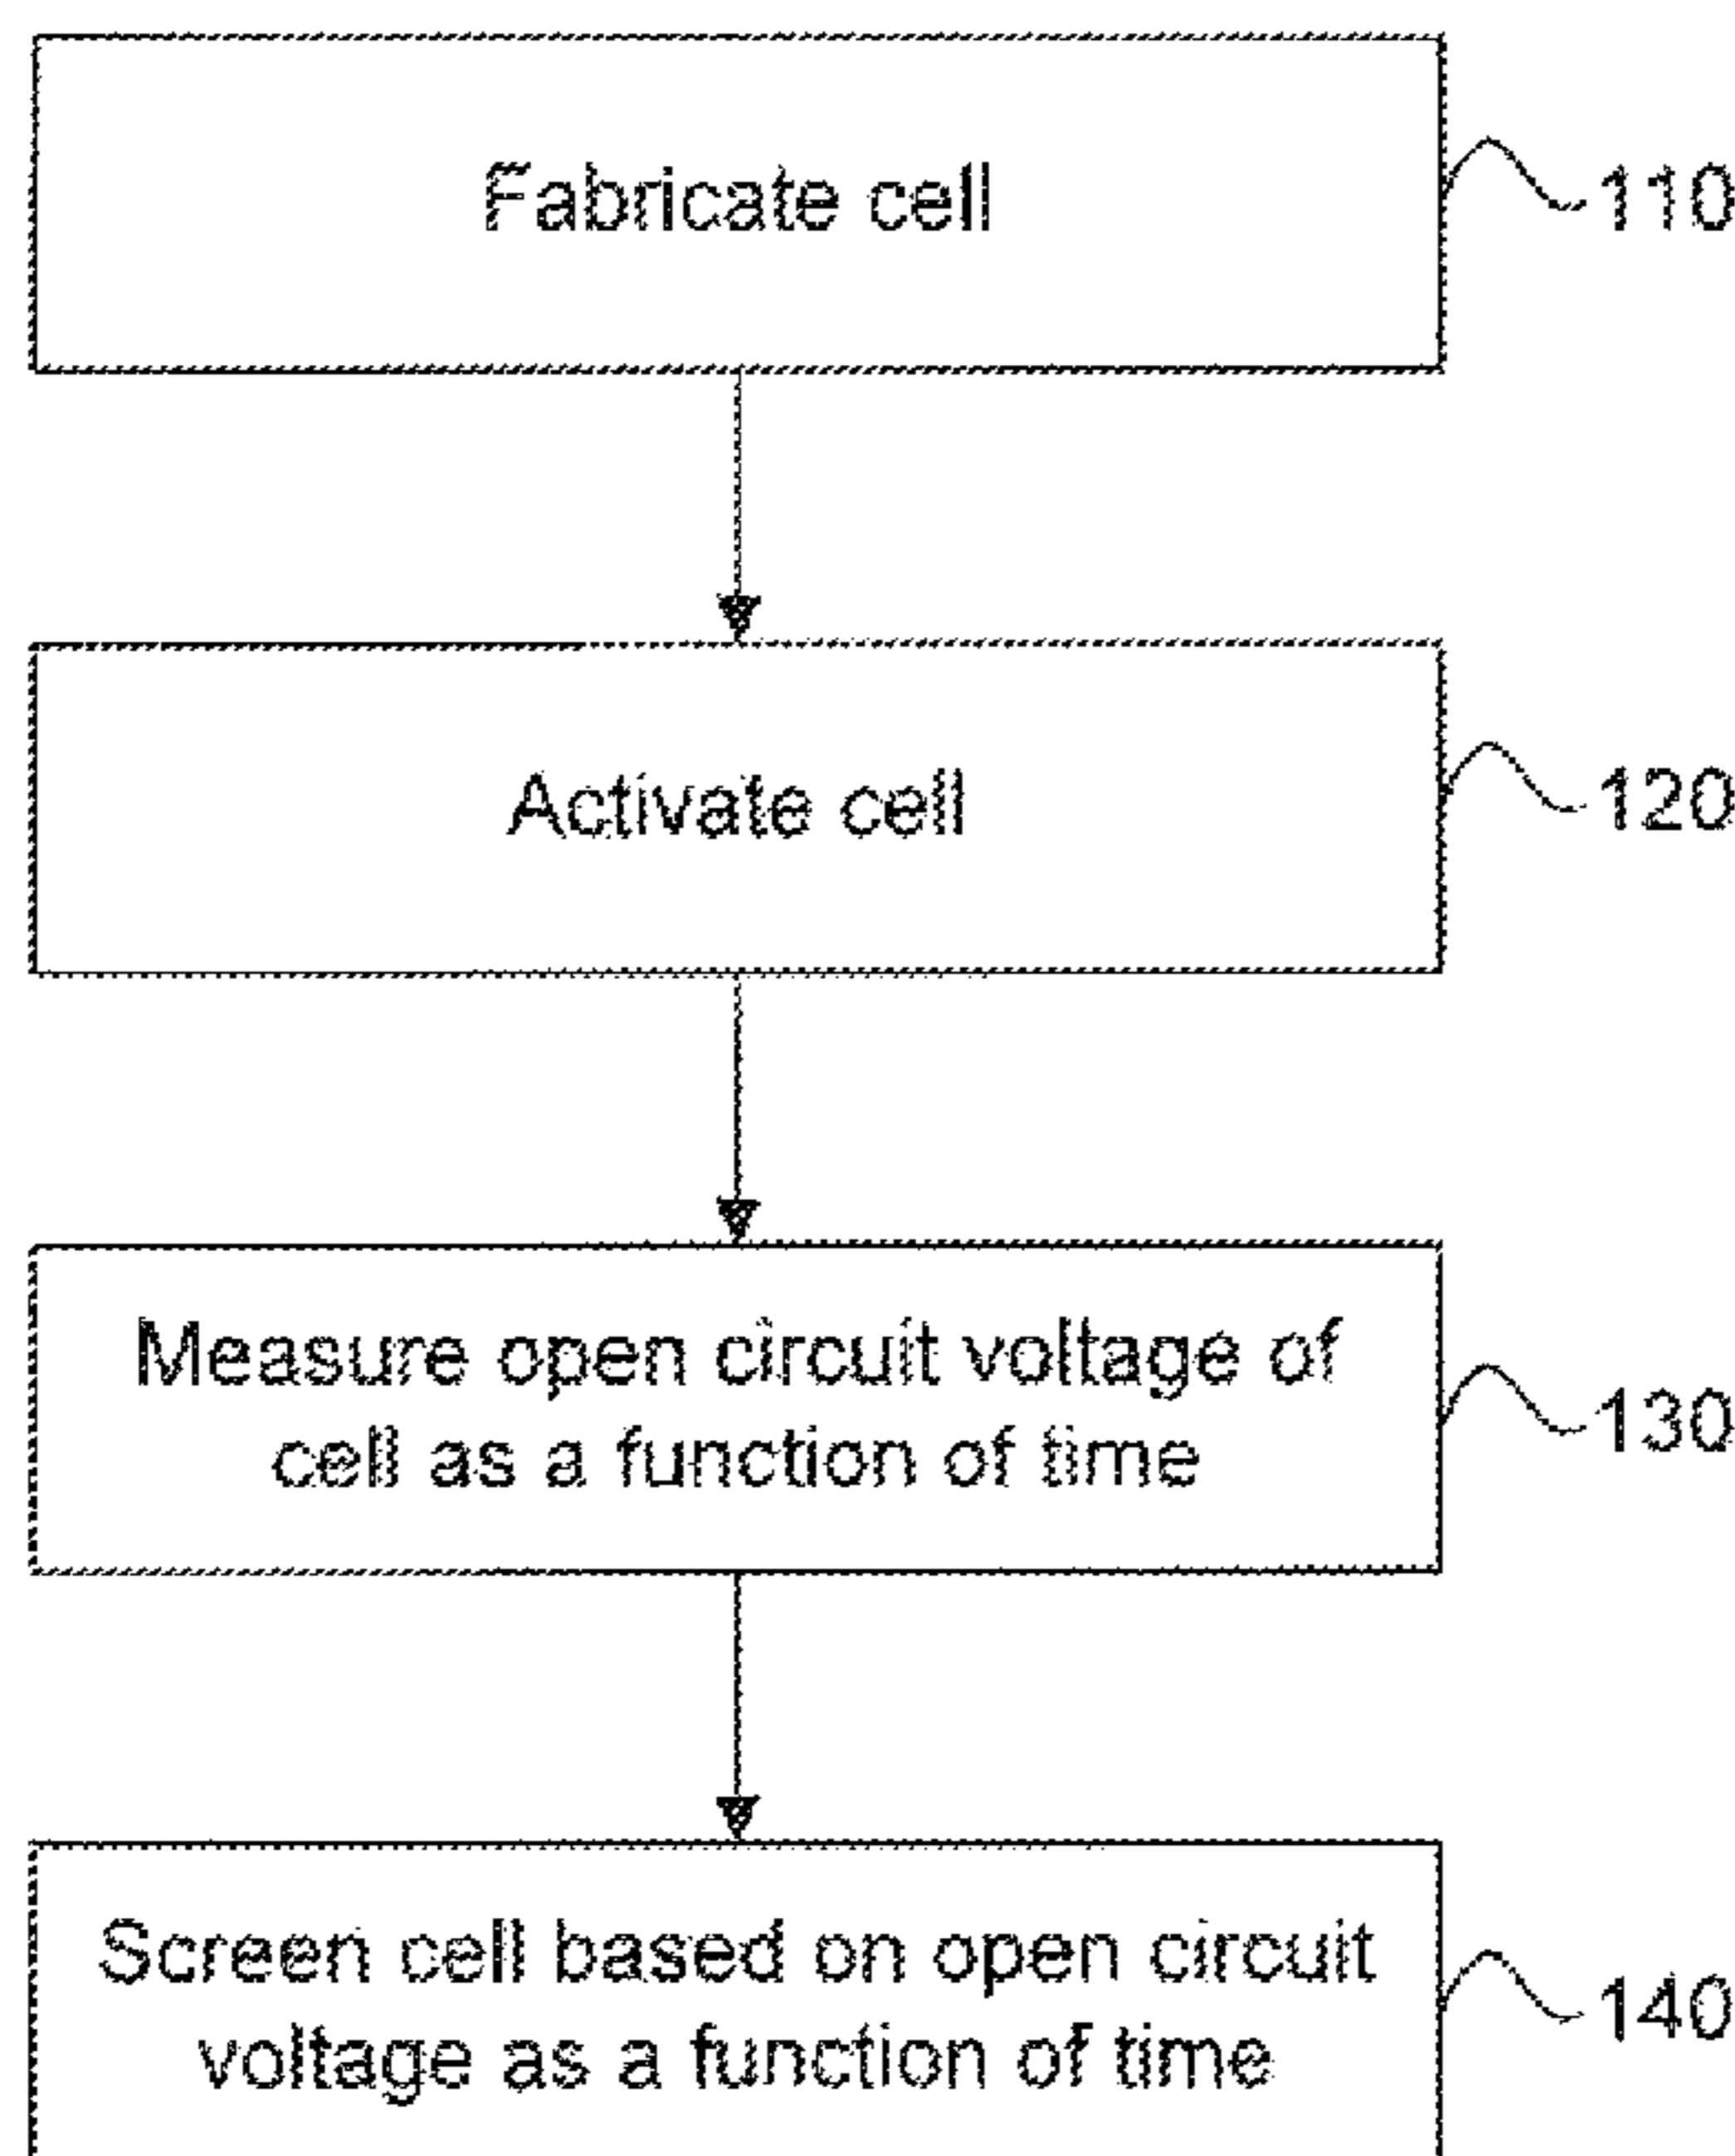 Fabricate cell
110
Activate cell
120
Measure open circuit voltage of
cell as a function of time
130
Screen cell based on open circuit
voltage as a function of time
140